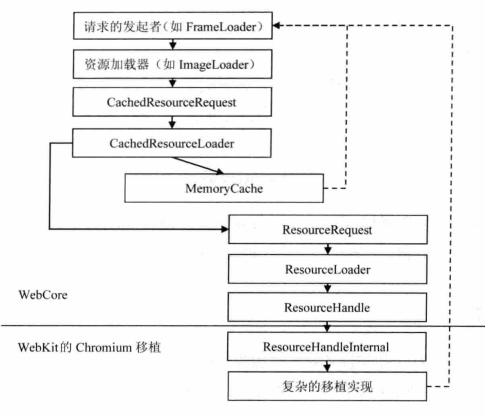 请求的发起者(如 FrameLoader)
资源加载器（如 ImageLoader）
CachedResourceRequest
CachedResourceLoader
MemoryCache
ResourceRequest
ResourceLoader
WebCore
ResourceHandle
WebKit的 Chromium 移植
ResourceHandleInternal
复杂的移植实现